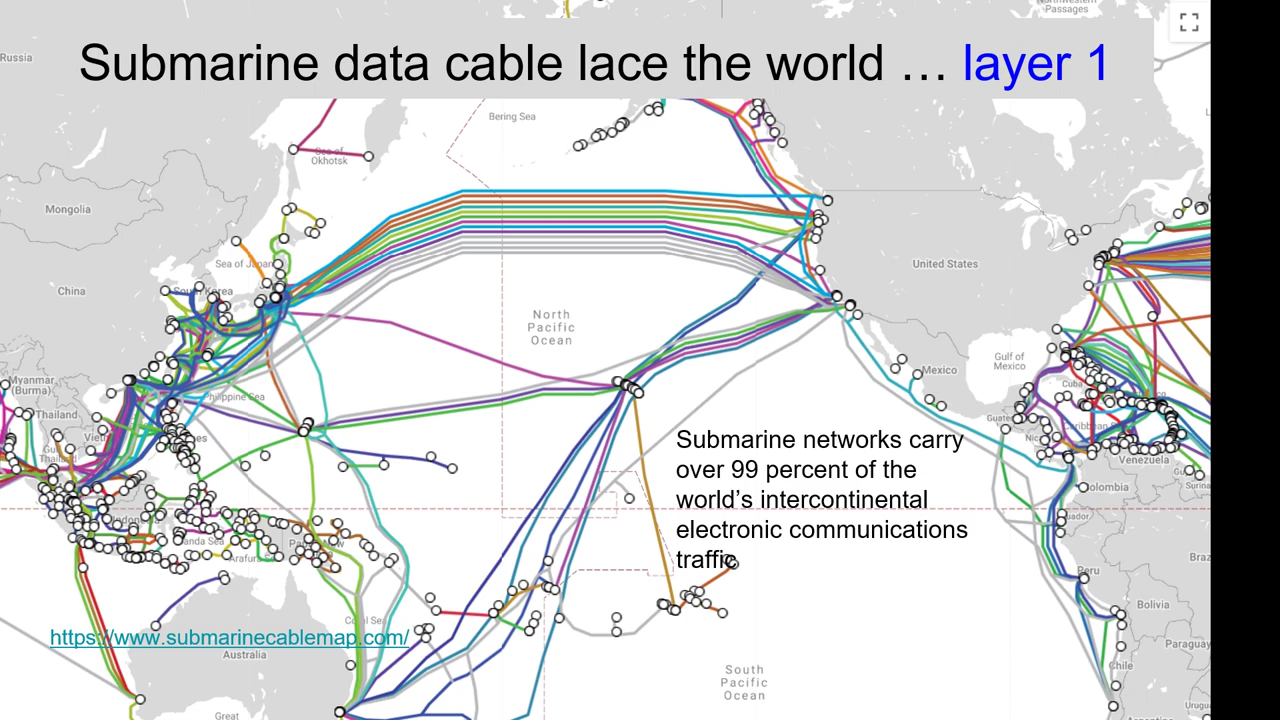 Northwestern
Passages
Submarine data cable lace the world … layer 1
Russia
Bering Sea
Sea of
Okhotsk
Mongolia
Sea of Japan
United States
China
South Korea
North
Pacific
Ocean
Gulf of
Mexico
Mexico
Myanmar
(Burma)
Cuba
Philippine Sea
Thailand
Submarine networks carry
over 99 percent of the
world’s intercontinental
electronic communications
traffic.
Caribbean
Venezuela
Colombia
Banda Sea
Arafura Sea
Peru
Bolivia
https://www.submarinecablemap.com/
Coral Sea
Paraguay
Australia
Chile
South
Pacific
Ocean
Great